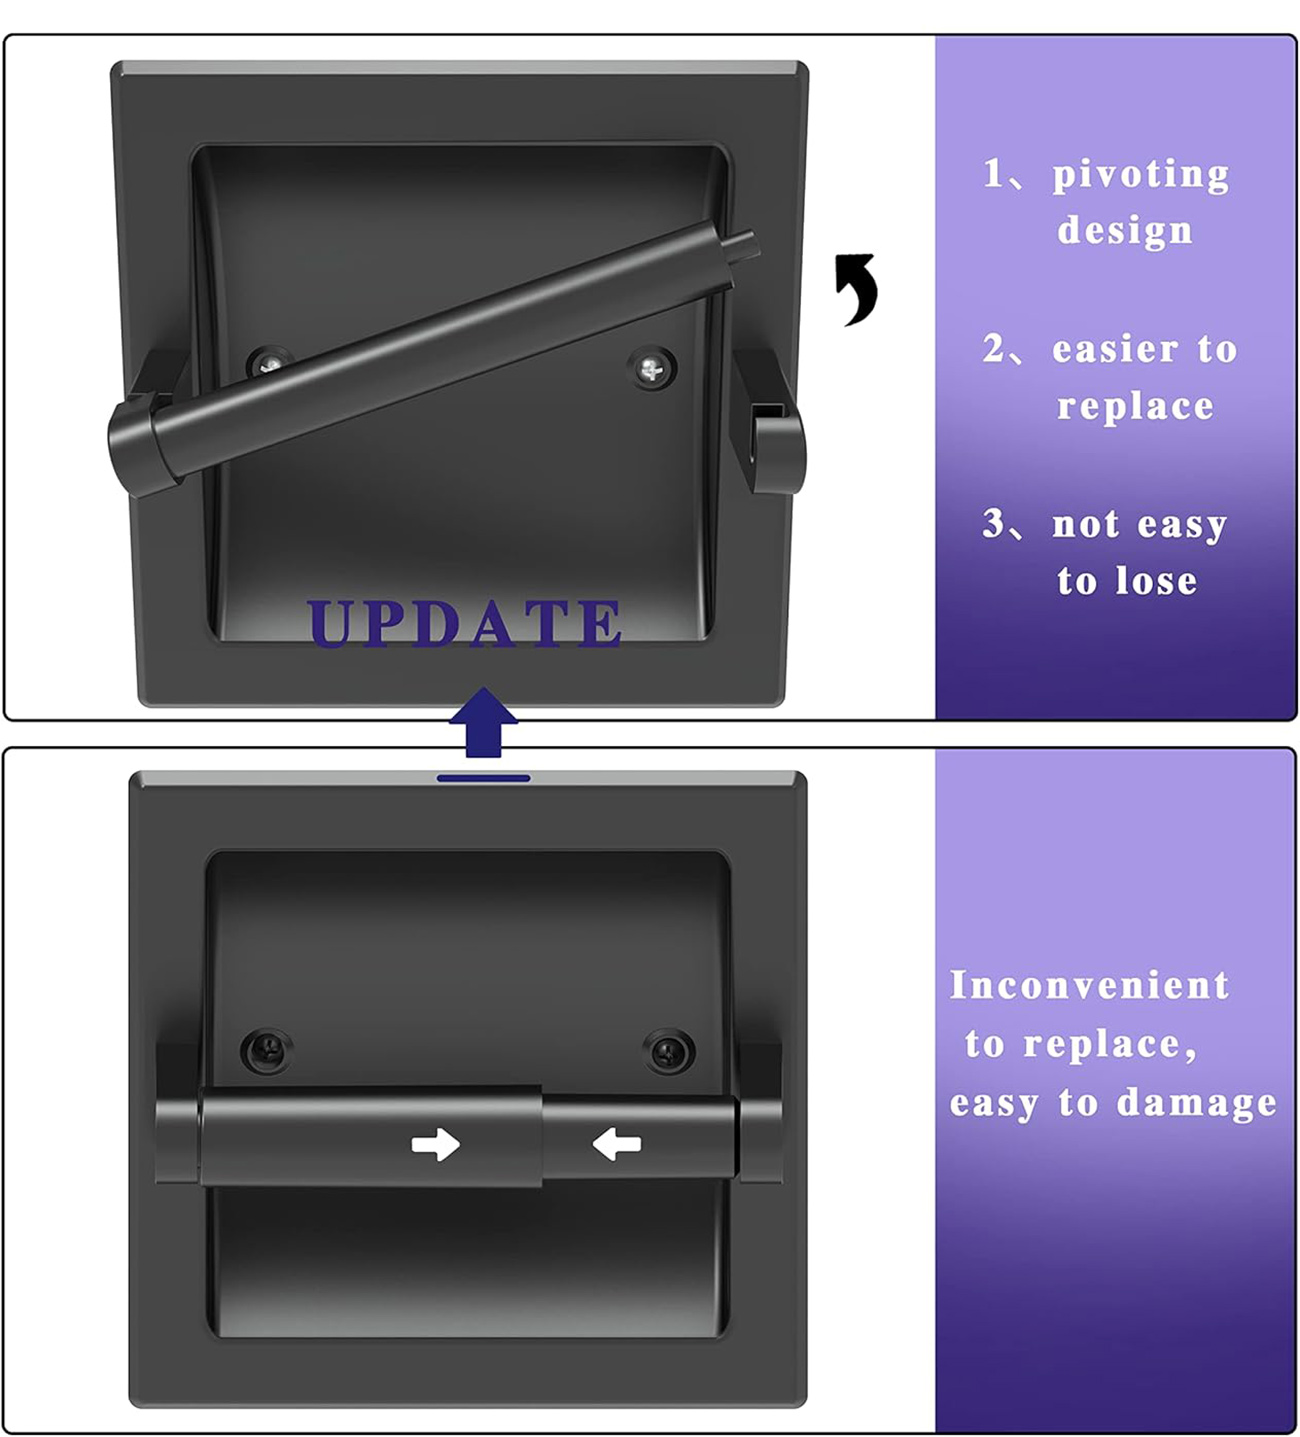 1、pivoting
design
2、easier to
replace
3、not easy
to lose
UPDATE
Inconvenient
to replace,
easy to damage